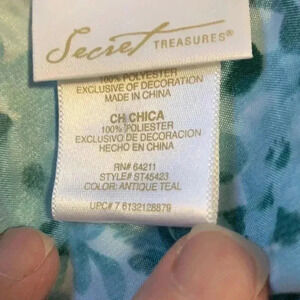 Secret TREASURES®
100% POLYESTER
EXCLUSIVE OF DECORATION
MADE IN CHINA
CH CHICA
100% POLIESTER
EXCLUSIVO DE DECORACION
HECHO EN CHINA
RN# 64211
STYLE# ST45423
COLOR: ANTIQUE TEAL
UPC# 7 6132128879